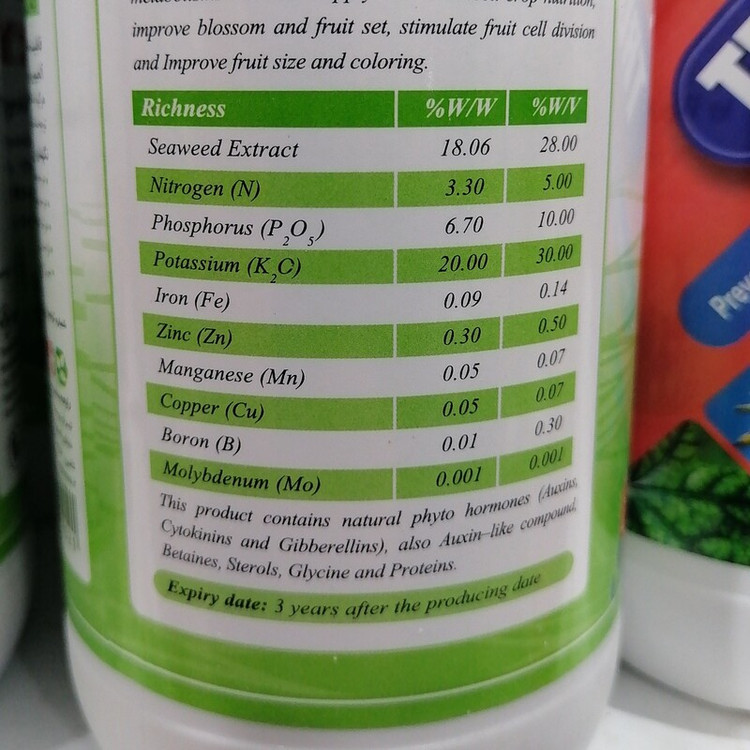 improve blossom and fruit set, stimulate fruit cell division
and Improve fruit size and coloring.
Richness %W/W %W/V
Seaweed Extract 18.06 28.00
Nitrogen (N) 3.30 5.00
Phosphorus (P₂O₅) 6.70 10.00
Potassium (K₂C) 20.00 30.00
Iron (Fe) 0.09 0.14
Zinc (Zn) 0.30 0.50
Manganese (Mn) 0.05 0.07
Copper (Cu) 0.05 0.07
Boron (B) 0.01 0.30
Molybdenum (Mo) 0.001 0.001
This product contains natural phyto hormones (Auxins,
Cytokinins and Gibberellins), also Auxin-like compound,
Betaines, Sterols, Glycine and Proteins.
Expiry date: 3 years after the producing date